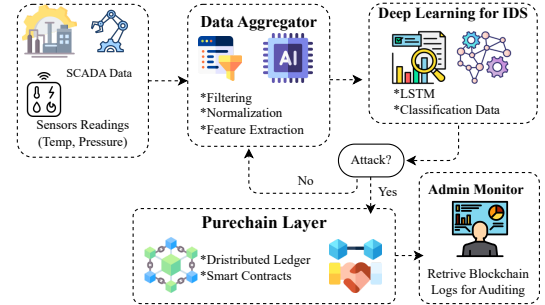 SCADA Data
Sensors Readings
(Temp, Pressure)
Data Aggregator
AI
*Filtering
*Normalization
*Feature Extraction
Deep Learning for IDS
*LSTM
*Classification Data
Attack?
No
Yes
Purechain Layer
*Dristributed Ledger
*Smart Contracts
Admin Monitor
Retrive Blockchain
Logs for Auditing